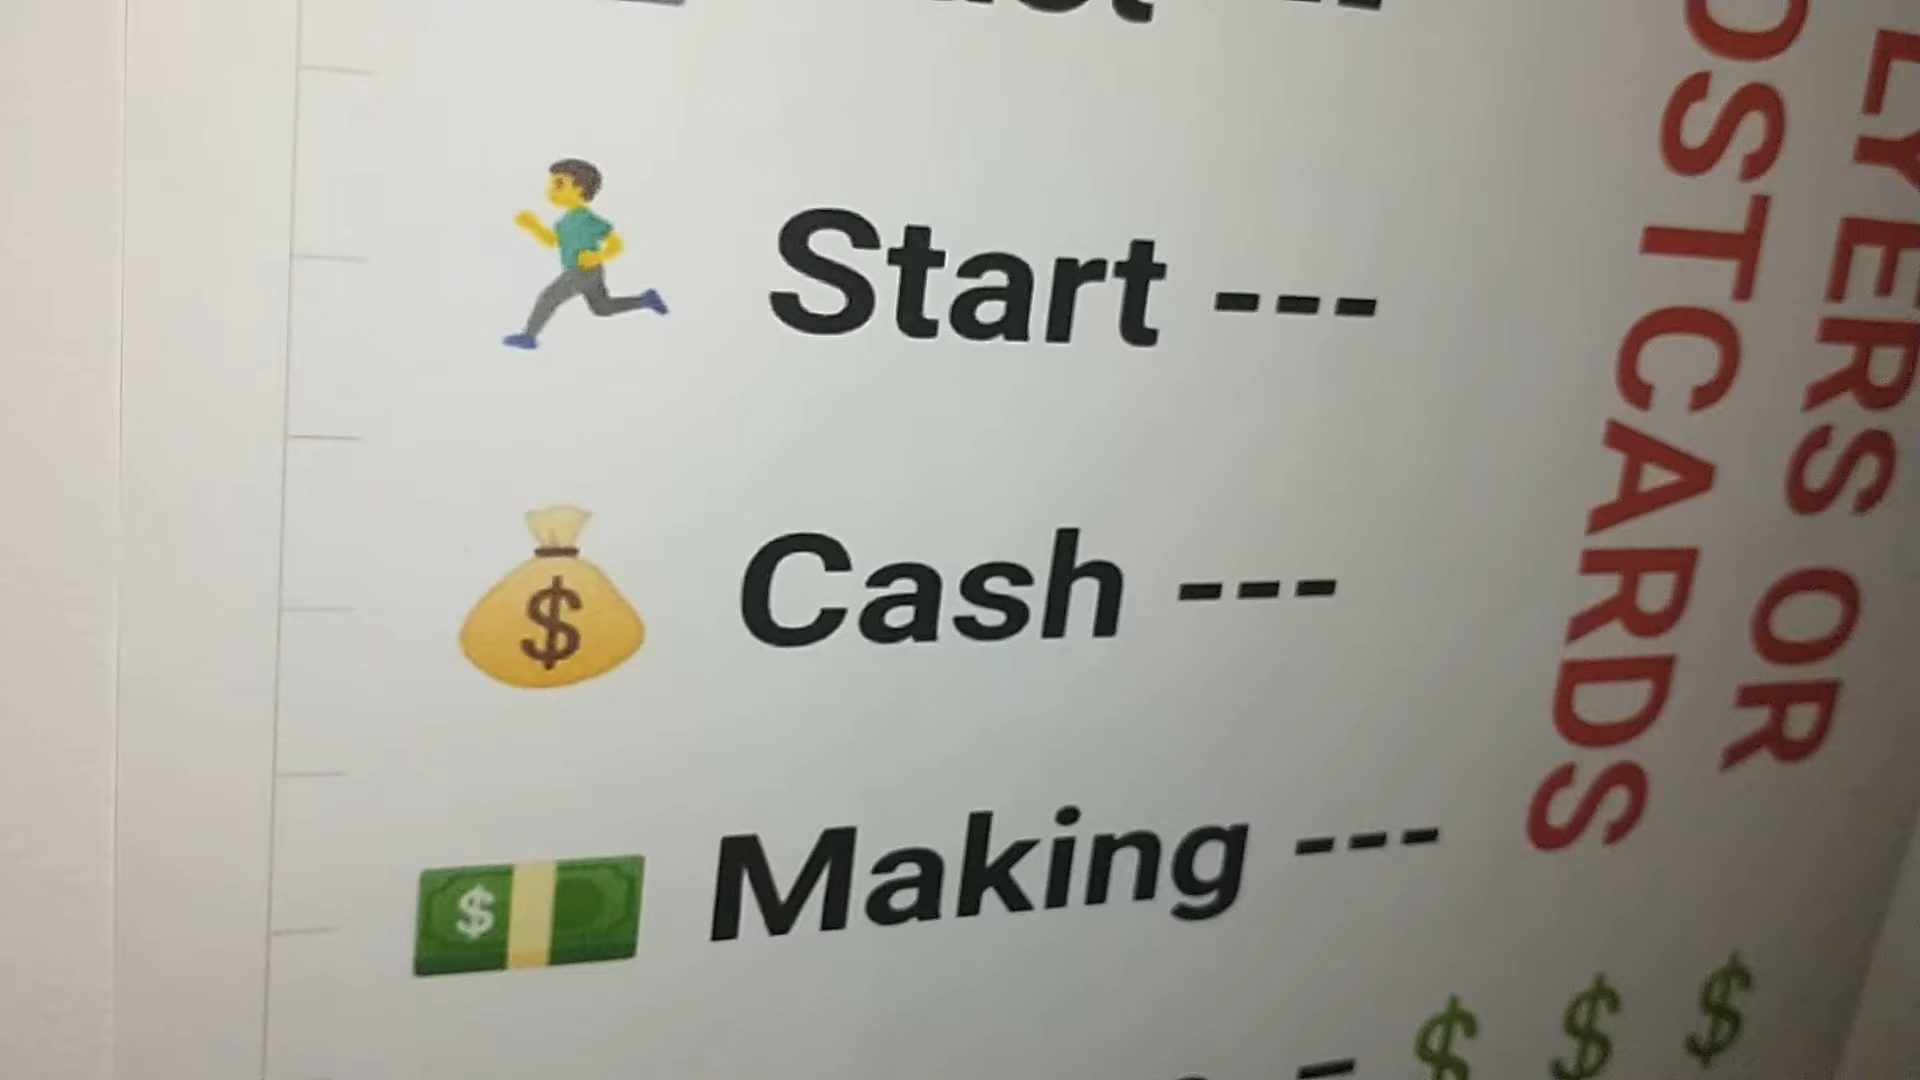 Start ---
Cash ---
Making ---
$ $ $
LYERS OR
OSTCARDS